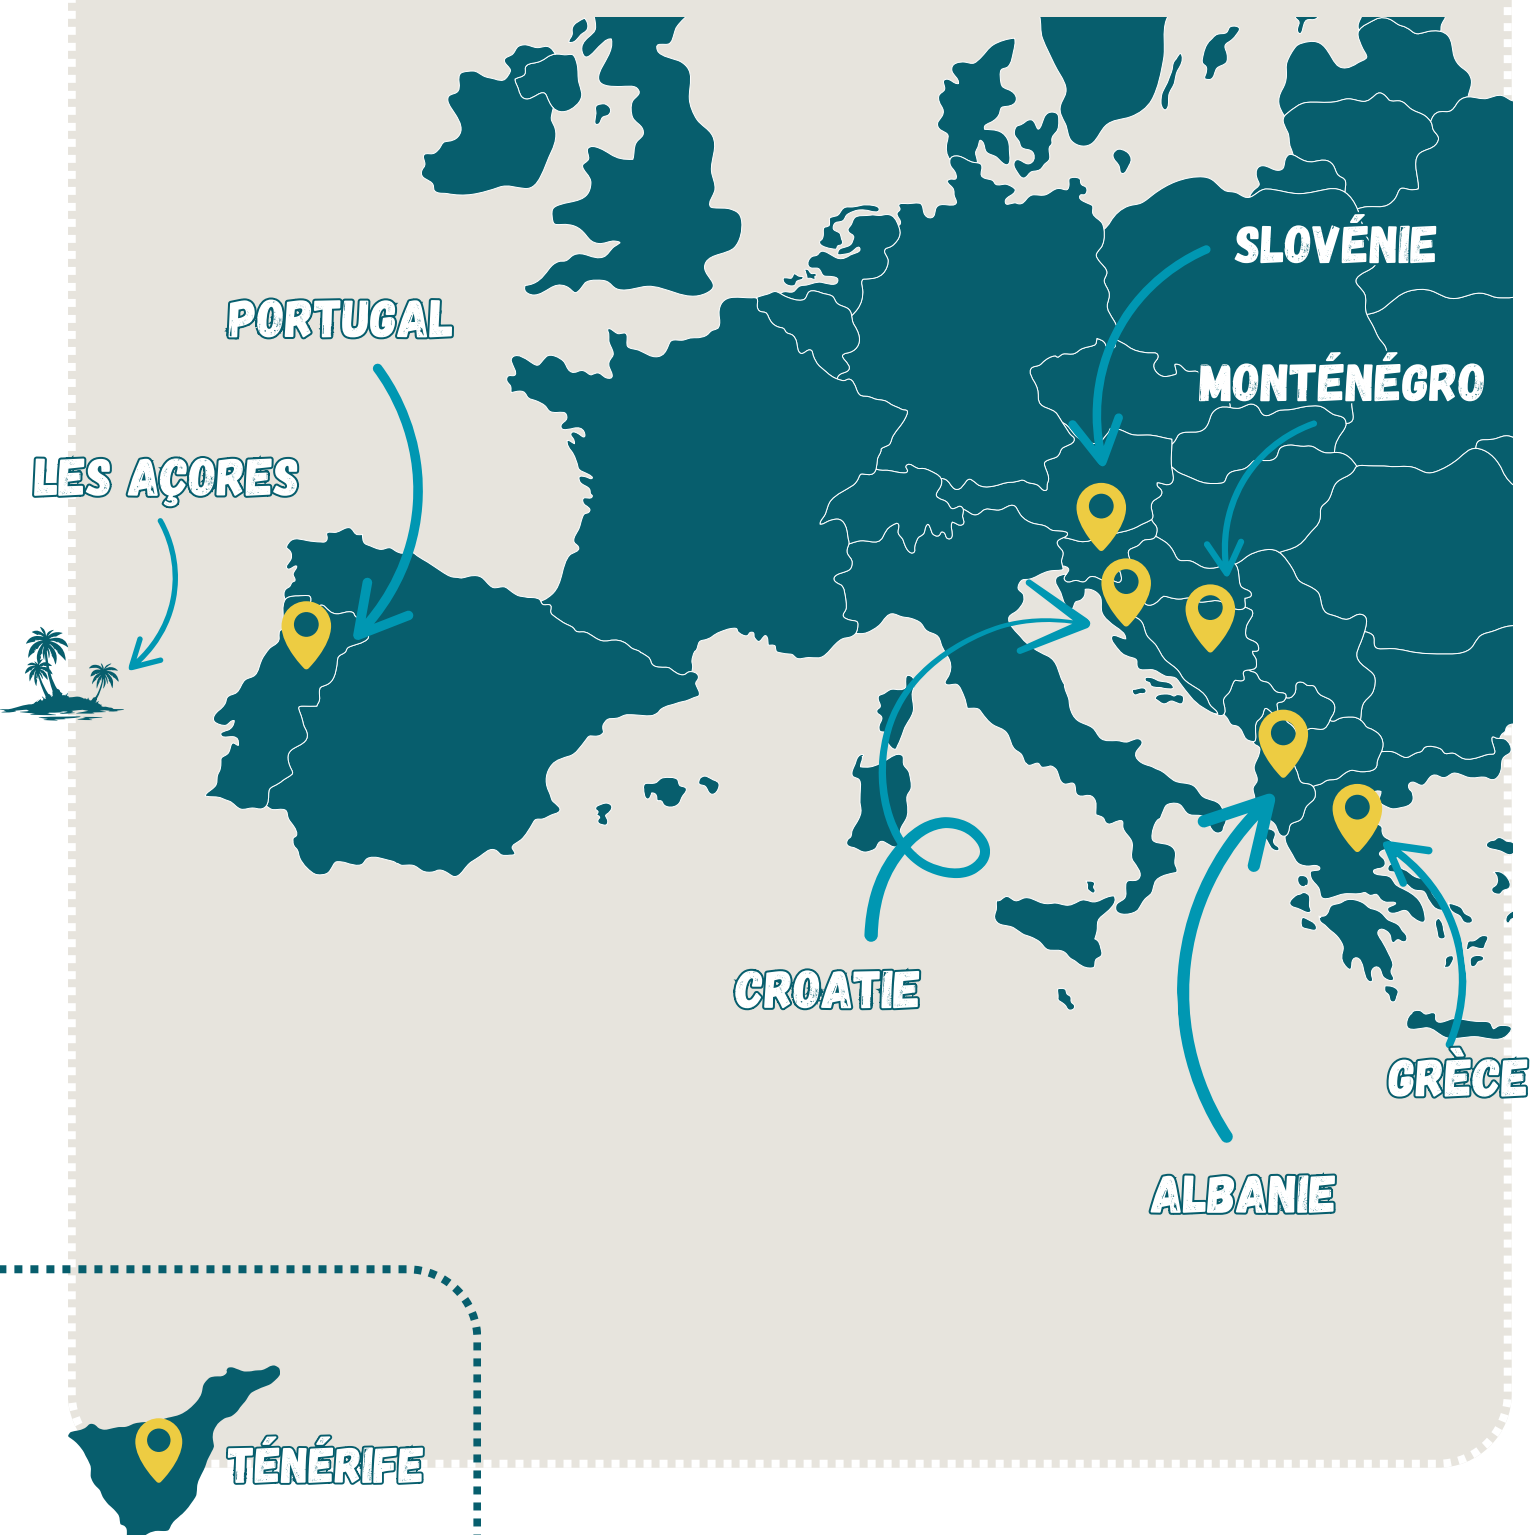 SLOVÉNIE
PORTUGAL
MONTÉNÉGRO
LES AÇORES
CROATIE
GRÈCE
ALBANIE
TÉNÉRIFE